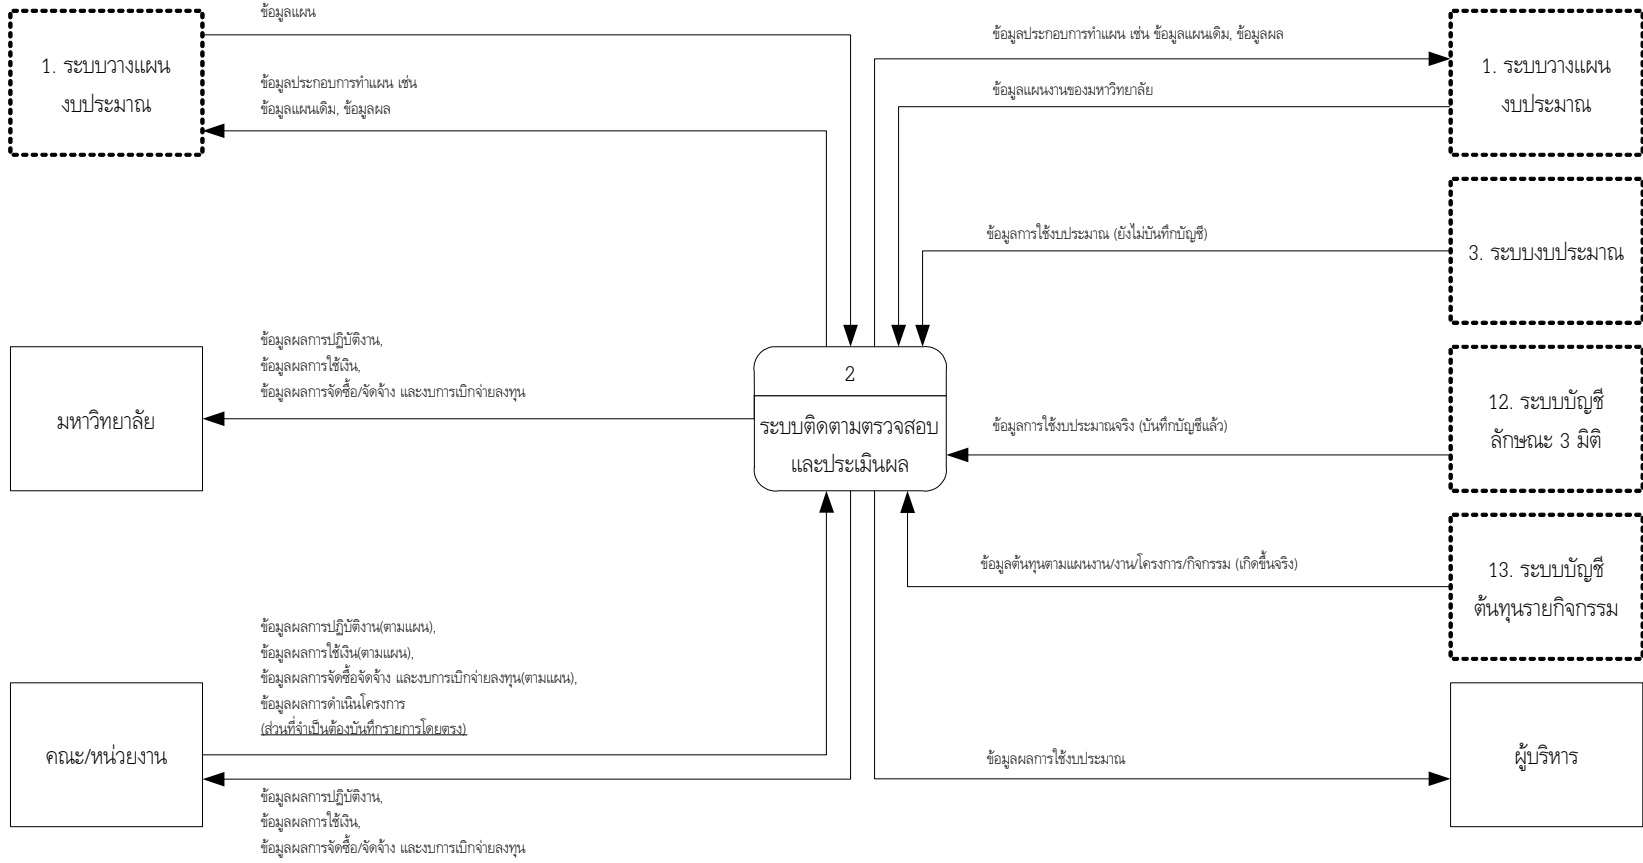 ข้อมูลแผน
1. ระบบวางแผน
งบประมาณ
ข้อมูลประกอบการทำแผน เช่น
ข้อมูลแผนเดิม, ข้อมูลผล
ข้อมูลประกอบการทำแผน เช่น ข้อมูลแผนเดิม, ข้อมูลผล
ข้อมูลแผนงานของมหาวิทยาลัย
1. ระบบวางแผน
งบประมาณ
ข้อมูลการใช้งบประมาณ (ยังไม่บันทึกบัญชี)
3. ระบบงบประมาณ
ข้อมูลผลการปฏิบัติงาน,
ข้อมูลผลการใช้เงิน,
ข้อมูลผลการจัดซื้อ/จัดจ้าง และงบการเบิกจ่ายลงทุน
มหาวิทยาลัย
2
ระบบติดตามตรวจสอบ
และประเมินผล
ข้อมูลการใช้งบประมาณจริง (บันทึกบัญชีแล้ว)
12. ระบบบัญชี
ลักษณะ 3 มิติ
ข้อมูลต้นทุนตามแผนงาน/งาน/โครงการ/กิจกรรม (เกิดขึ้นจริง)
13. ระบบบัญชี
ต้นทุนรายกิจกรรม
ข้อมูลผลการปฏิบัติงาน(ตามแผน),
ข้อมูลผลการใช้เงิน(ตามแผน),
ข้อมูลผลการจัดซื้อจัดจ้าง และงบการเบิกจ่ายลงทุน(ตามแผน),
ข้อมูลผลการดำเนินโครงการ
(ส่วนที่จำเป็นต้องบันทึกรายการโดยตรง)
คณะ/หน่วยงาน
ข้อมูลผลการปฏิบัติงาน,
ข้อมูลผลการใช้เงิน,
ข้อมูลผลการจัดซื้อ/จัดจ้าง และงบการเบิกจ่ายลงทุน
ข้อมูลผลการใช้งบประมาณ
ผู้บริหาร